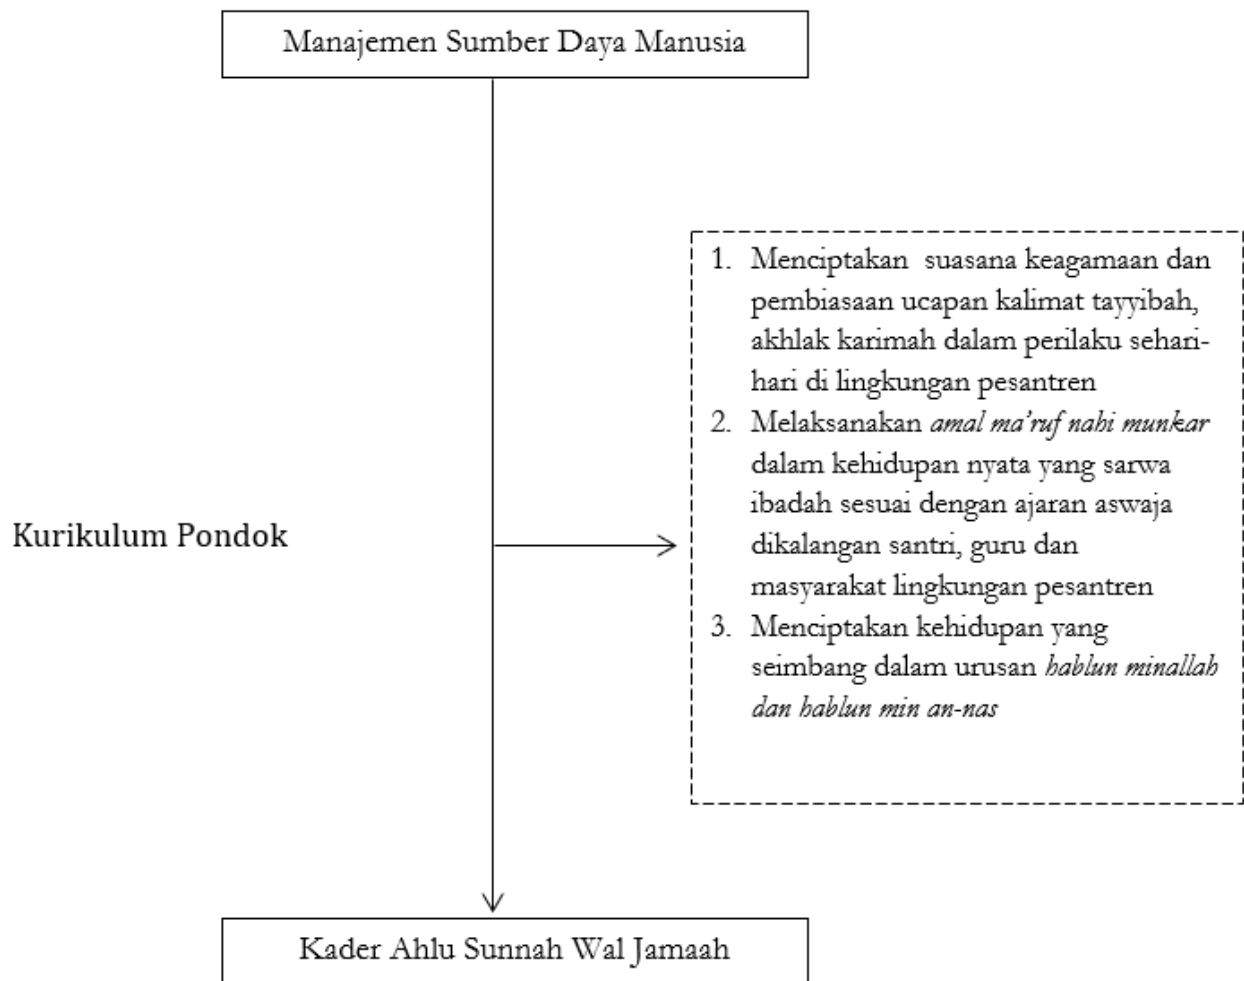 Manajemen Sumber Daya Manusia
1. Menciptakan suasana keagamaan dan
pembiasaan ucapan kalimat tayyibah,
akhlak karimah dalam perilaku sehari-
hari di lingkungan pesantren
2. Melaksanakan amal ma'ruf nahi munkar
dalam kehidupan nyata yang sarwa
ibadah sesuai dengan ajaran aswaja
dikalangan santri, guru dan
masyarakat lingkungan pesantren
3. Menciptakan kehidupan yang
seimbang dalam urusan hablun minallah
dan hablun min an-nas
Kurikulum Pondok
Kader Ahlu Sunnah Wal Jamaah